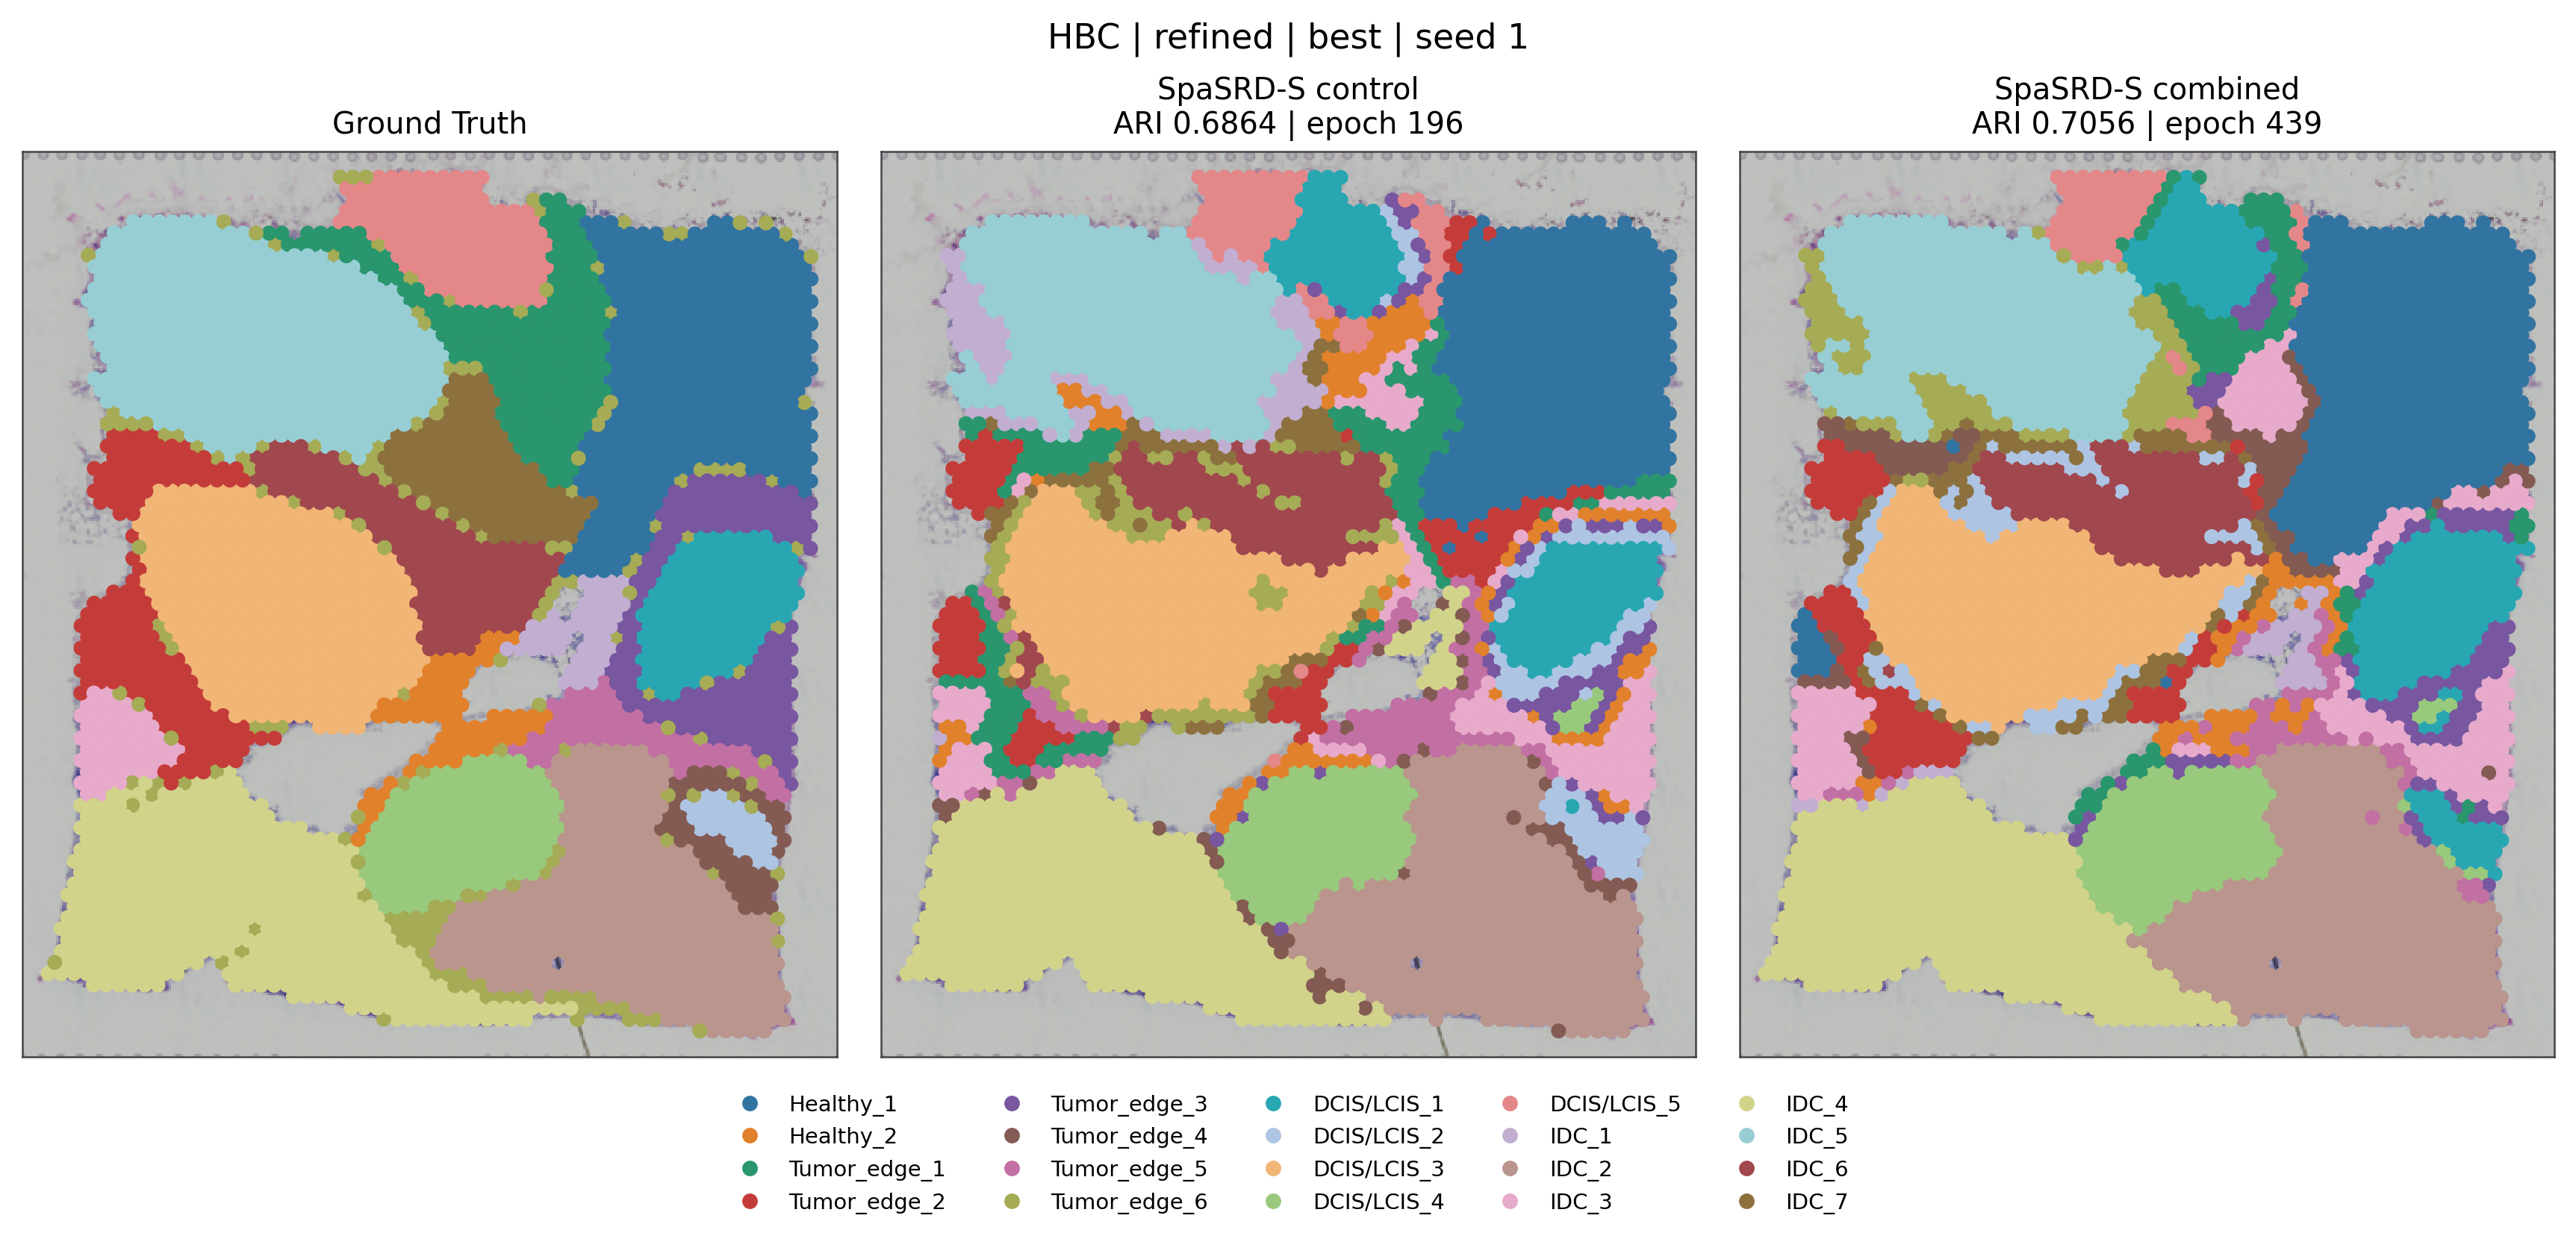 HBC | refined | best | seed 1
Ground Truth
SpaSRD-S control
ARI 0.6864 | epoch 196
SpaSRD-S combined
ARI 0.7056 | epoch 439
Healthy_1
Healthy_2
Tumor_edge_1
Tumor_edge_2
Tumor_edge_3
Tumor_edge_4
Tumor_edge_5
Tumor_edge_6
DCIS/LCIS_1
DCIS/LCIS_2
DCIS/LCIS_3
DCIS/LCIS_4
DCIS/LCIS_5
IDC_1
IDC_2
IDC_3
IDC_4
IDC_5
IDC_6
IDC_7